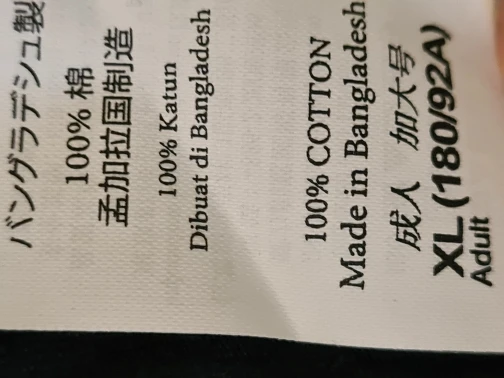 バングラデシュ製
100% 棉
孟加拉国制造
100% Katun
Dibuat di Bangladesh
100% COTTON
Made in Bangladesh
成人 加大号
XL (180/92A)
Adult